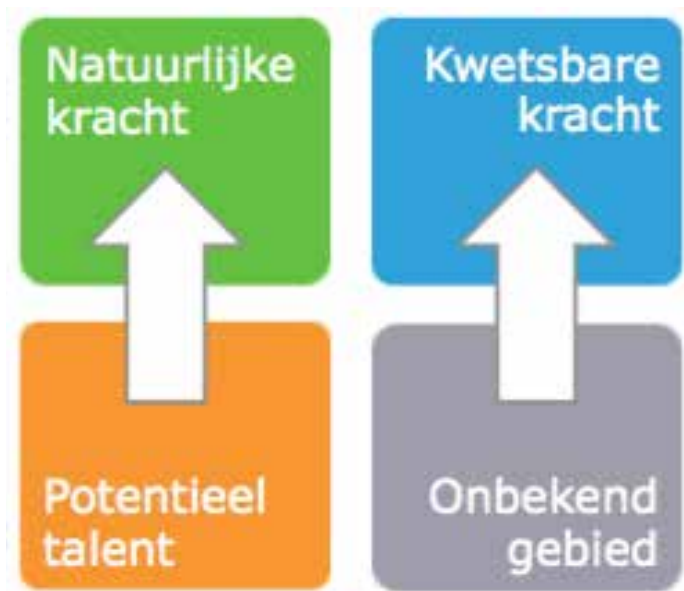 Natuurlijke
kracht
Kwetsbare
kracht
Potentieel
talent
Onbekend
gebied